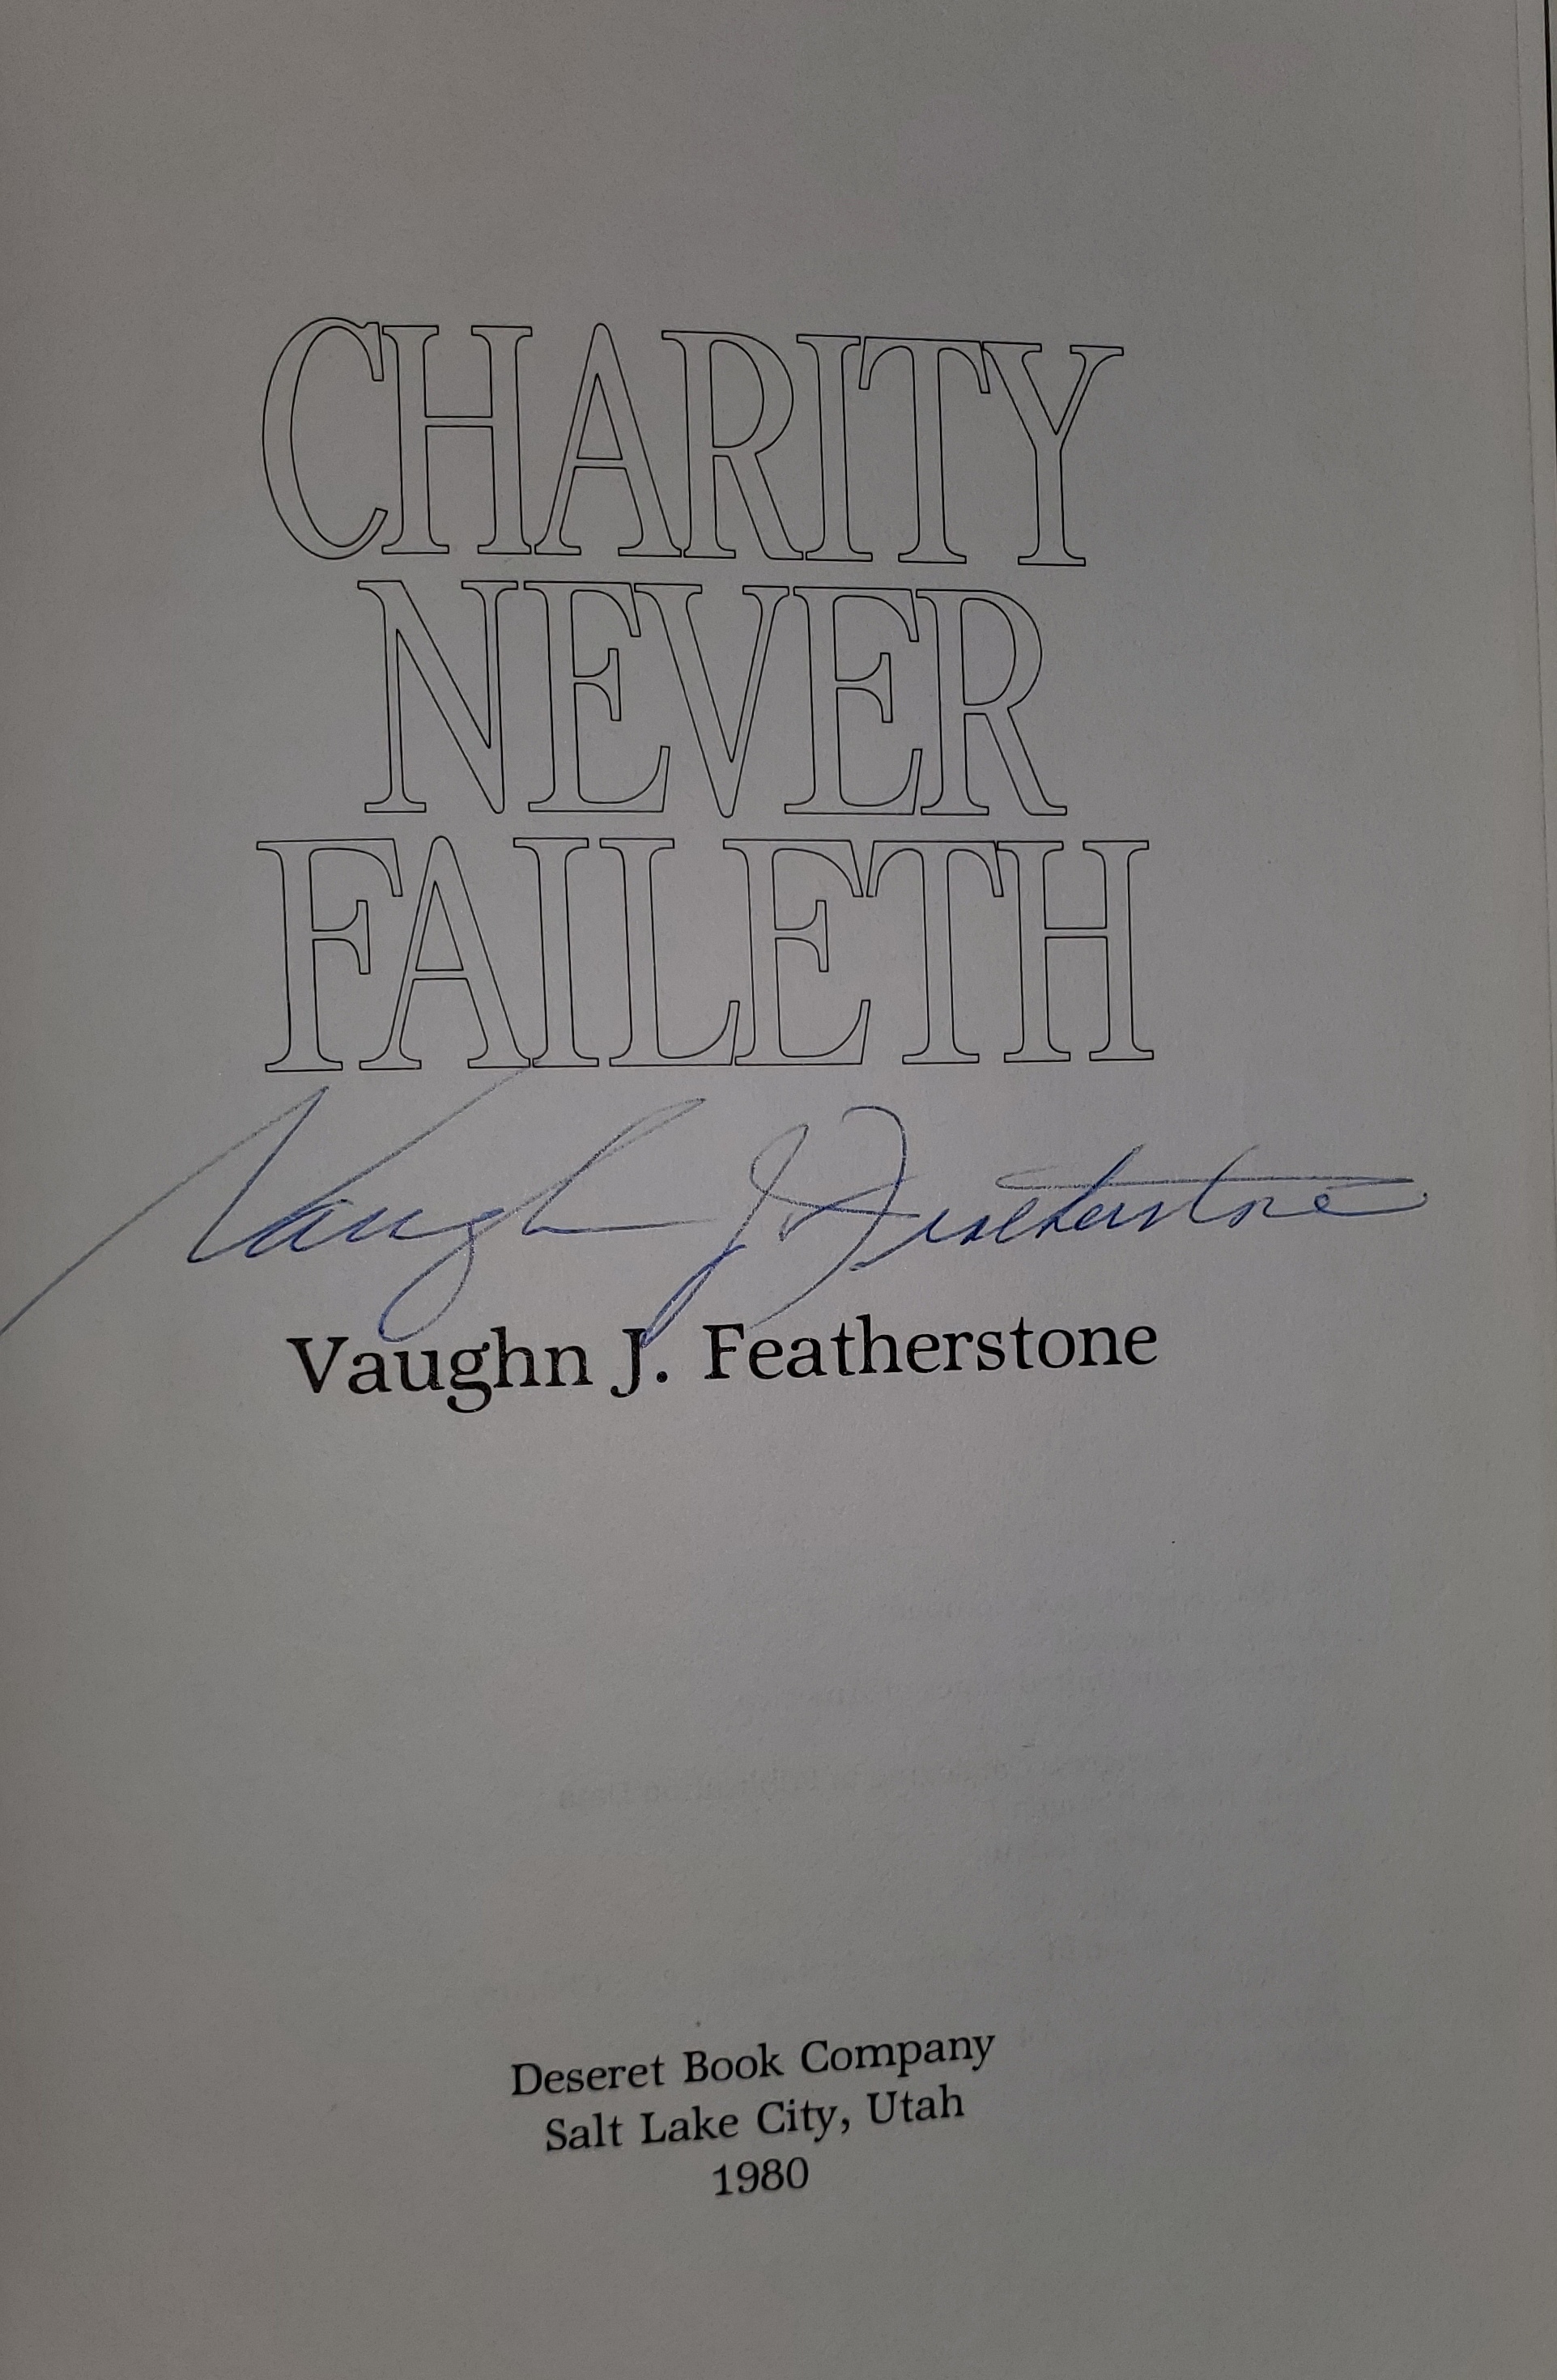 CHARITY
NEVER
FAILETH
Vaughn J. Featherstone
Vaughn J. Featherstone
Deseret Book Company
Salt Lake City, Utah
1980